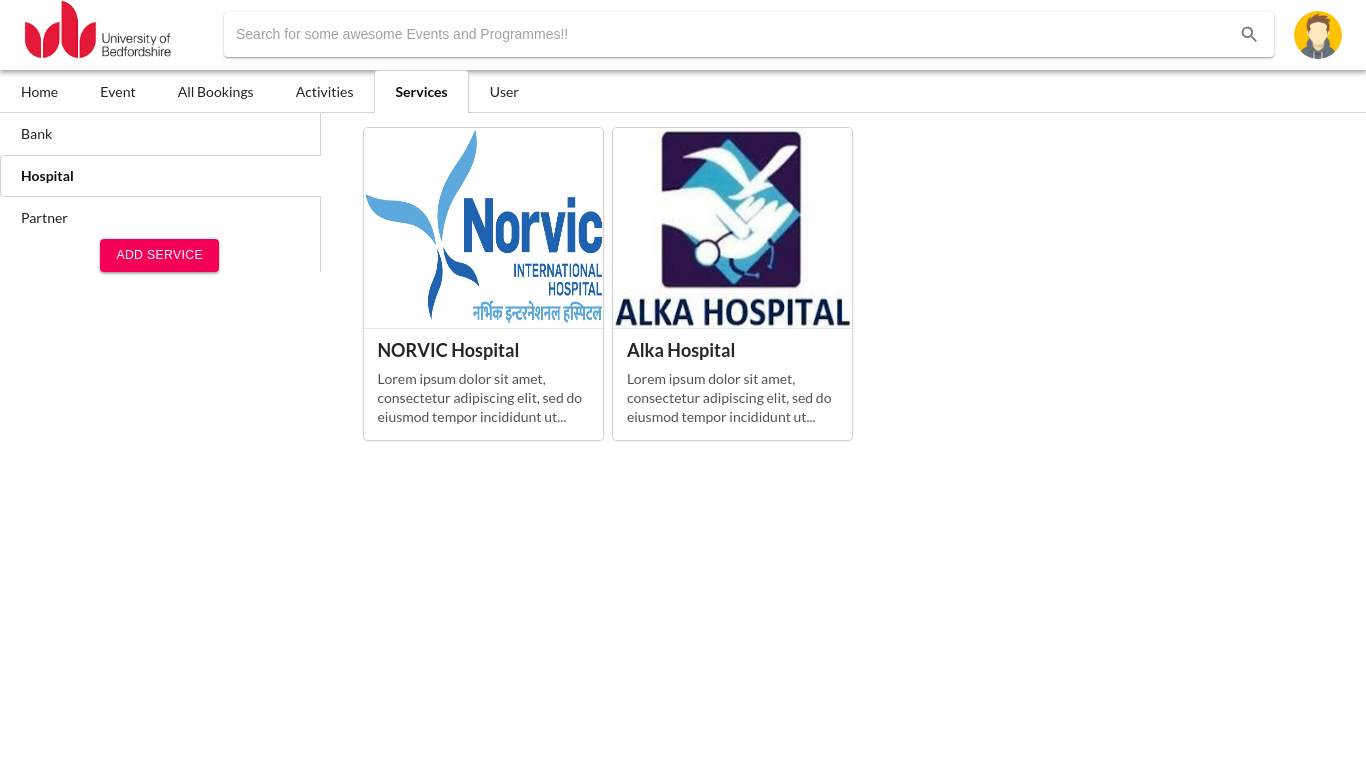 University of
Bedfordshire
Search for some awesome Events and Programmes!!
Home
Event
All Bookings
Activities
Services
User
Bank
Hospital
Partner
ADD SERVICE
Norvic
INTERNATIONAL
HOSPITAL
नर्भिक इन्टरनेशनल हस्पिटल
NORVIC Hospital
Lorem ipsum dolor sit amet,
consectetur adipiscing elit, sed do
eiusmod tempor incididunt ut...
ALKA HOSPITAL
Alka Hospital
Lorem ipsum dolor sit amet,
consectetur adipiscing elit, sed do
eiusmod tempor incididunt ut...